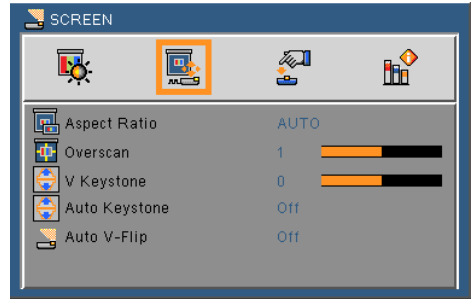 SCREEN
Aspect Ratio AUTO
Overscan 1
V Keystone 0
Auto Keystone Off
Auto V-Flip Off